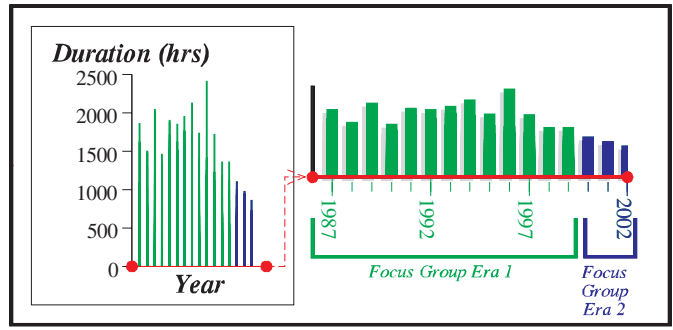 Duration (hrs)
2500
2000
1500
1000
500
0
Year
1987
1992
1997
2002
Focus Group Era 1
Focus
Group
Era 2